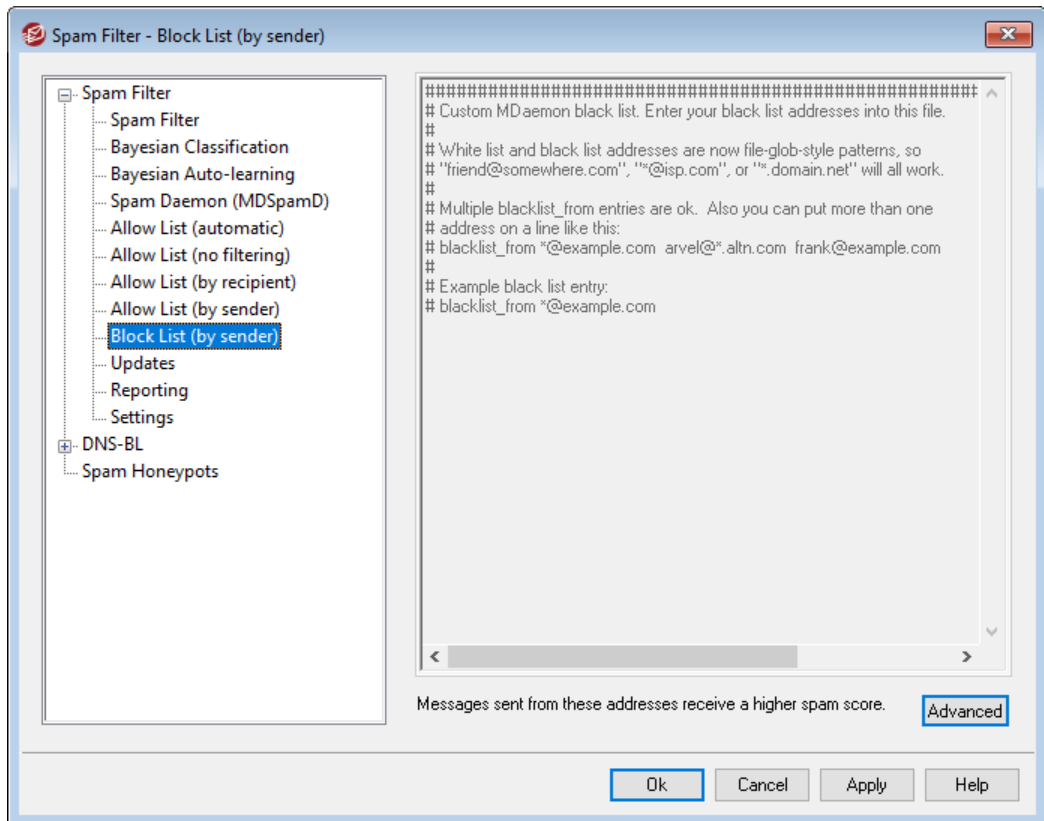 Spam Filter - Block List (by sender)
Spam Filter
Spam Filter
Bayesian Classification
Bayesian Auto-learning
Spam Daemon (MDSpamD)
Allow List (automatic)
Allow List (no filtering)
Allow List (by recipient)
Allow List (by sender)
Block List (by sender)
Updates
Reporting
Settings
DNS-BL
Spam Honeypots
######################################################
# Custom MDaemon black list. Enter your black list addresses into this file.
#
# White list and black list addresses are now file-glob-style patterns, so
# "friend@somewhere.com", "*@isp.com", or "*.domain.net" will all work.
#
# Multiple blacklist_from entries are ok.  Also you can put more than one
# address on a line like this:
# blacklist_from *@example.com  arvel@*.altn.com  frank@example.com
#
# Example black list entry:
# blacklist_from *@example.com
Messages sent from these addresses receive a higher spam score.
Advanced
Ok
Cancel
Apply
Help